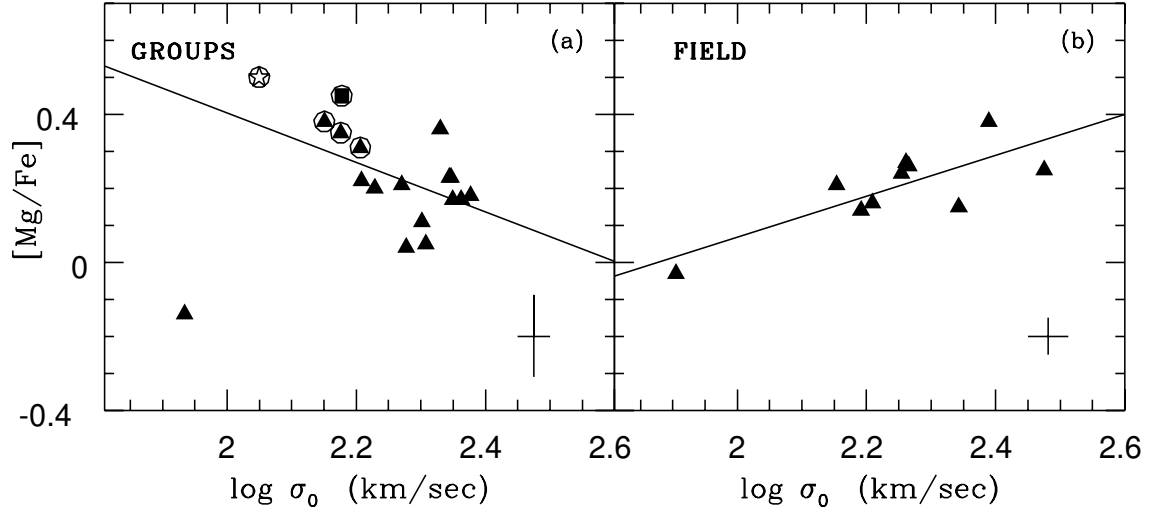 GROUPS
(a)
FIELD
(b)
[Mg/Fe]
0.4
0
-0.4
2
2.2
2.4
2.6
2
2.2
2.4
2.6
log σ₀ (km/sec)
log σ₀ (km/sec)